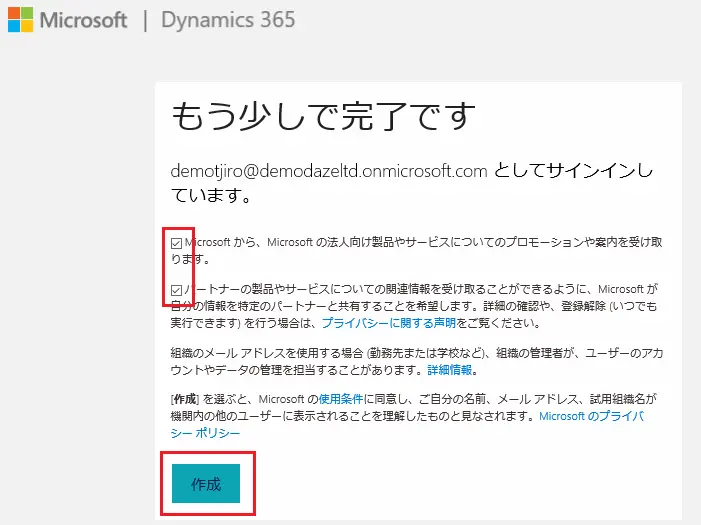 Microsoft | Dynamics 365
もう少しで完了です
demotjiro@demodazeltd.onmicrosoft.com としてサインインし
ています。
Microsoft から、Microsoft の法人向け製品やサービスについてのプロモーションや案内を受け取
ります。
パートナーの製品やサービスについての関連情報を受け取ることができるように、Microsoft が
自分の情報を特定のパートナーと共有することを希望します。詳細の確認や、登録解除 (いつでも
実行できます) を行う場合は、プライバシーに関する声明をご覧ください。
組織のメール アドレスを使用する場合 (勤務先または学校など)、組織の管理者が、ユーザーのアカ
ウントやデータの管理を担当することがあります。詳細情報。
[作成] を選ぶと、Microsoft の使用条件に同意し、ご自分の名前、メール アドレス、試用組織名が
機関内の他のユーザーに表示されることを理解したものと見なされます。Microsoft のプライバ
シー ポリシー
作成